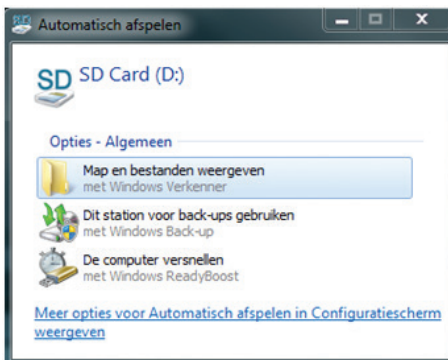 Automatisch afspelen
SD SD Card (D:)
Opties - Algemeen
Map en bestanden weergeven
met Windows Verkenner
Dit station voor back-ups gebruiken
met Windows Back-up
De computer versnellen
met Windows ReadyBoost
Meer opties voor Automatisch afspelen in Configuratiescherm
weergeven